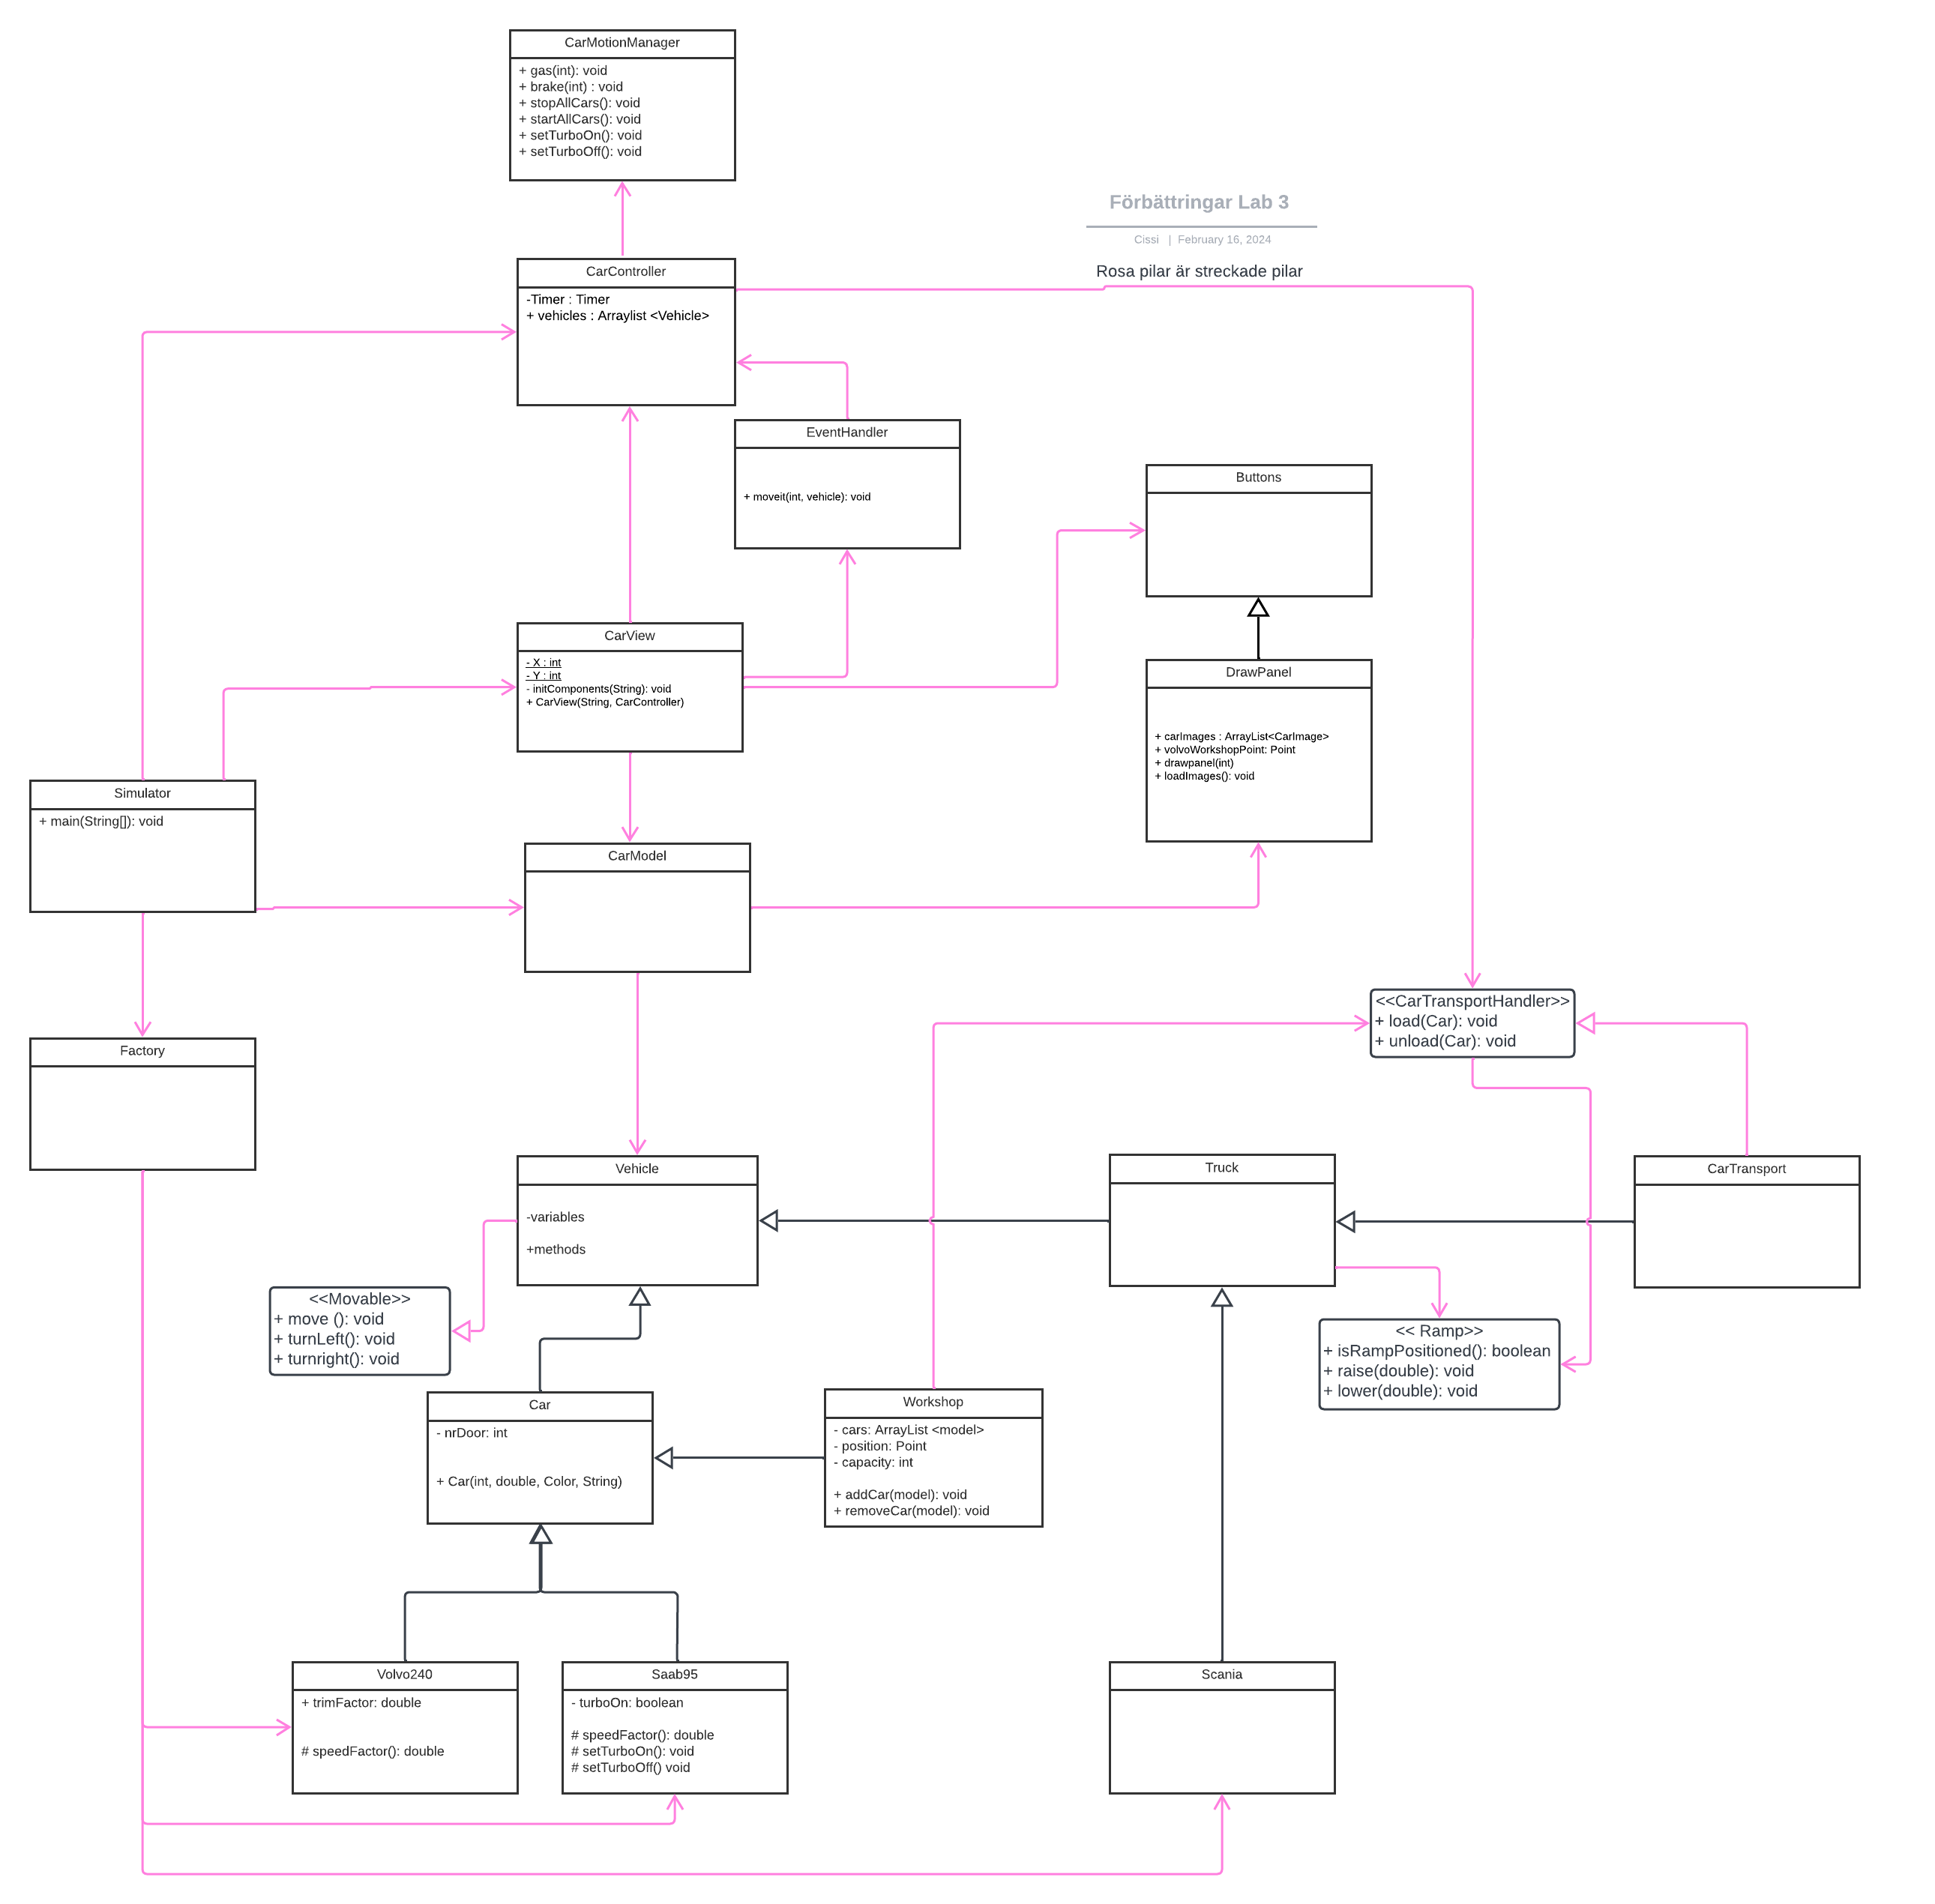 CarMotionManager
+ gas(int): void
+ brake(int) : void
+ stopAllCars(): void
+ startAllCars(): void
+ setTurboOn(): void
+ setTurboOff(): void
Förbättringar Lab 3
Cissi | February 16, 2024
Rosa pilar är streckade pilar
CarController
-Timer : Timer
+ vehicles : Arraylist <Vehicle>
EventHandler
+ moveit(int, vehicle): void
Buttons
CarView
- X : int
- Y : int
- initComponents(String): void
+ CarView(String, CarController)
DrawPanel
+ carImages : ArrayList<CarImage>
+ volvoWorkshopPoint: Point
+ drawpanel(int)
+ loadImages(): void
Simulator
+ main(String[]): void
CarModel
<<CarTransportHandler>>
+ load(Car): void
+ unload(Car): void
Factory
Vehicle
-variables
+methods
Truck
CarTransport
<<Movable>>
+ move (): void
+ turnLeft(): void
+ turnright(): void
<< Ramp>>
+ isRampPositioned(): boolean
+ raise(double): void
+ lower(double): void
Car
- nrDoor: int
+ Car(int, double, Color, String)
Workshop
- cars: ArrayList <model>
- position: Point
- capacity: int
+ addCar(model): void
+ removeCar(model): void
Volvo240
+ trimFactor: double
# speedFactor(): double
Saab95
- turboOn: boolean
# speedFactor(): double
# setTurboOn(): void
# setTurboOff() void
Scania